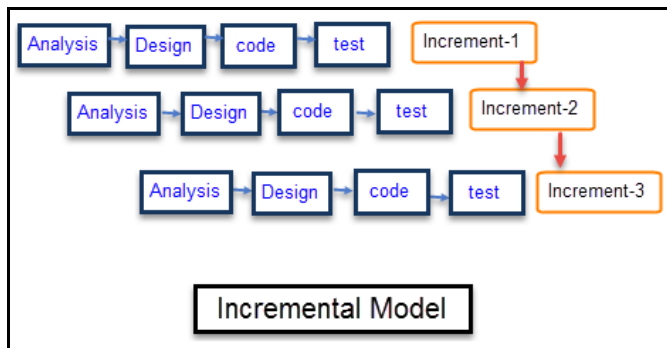 Analysis Design code test Increment-1
Analysis Design code test Increment-2
Analysis Design code test Increment-3
Incremental Model